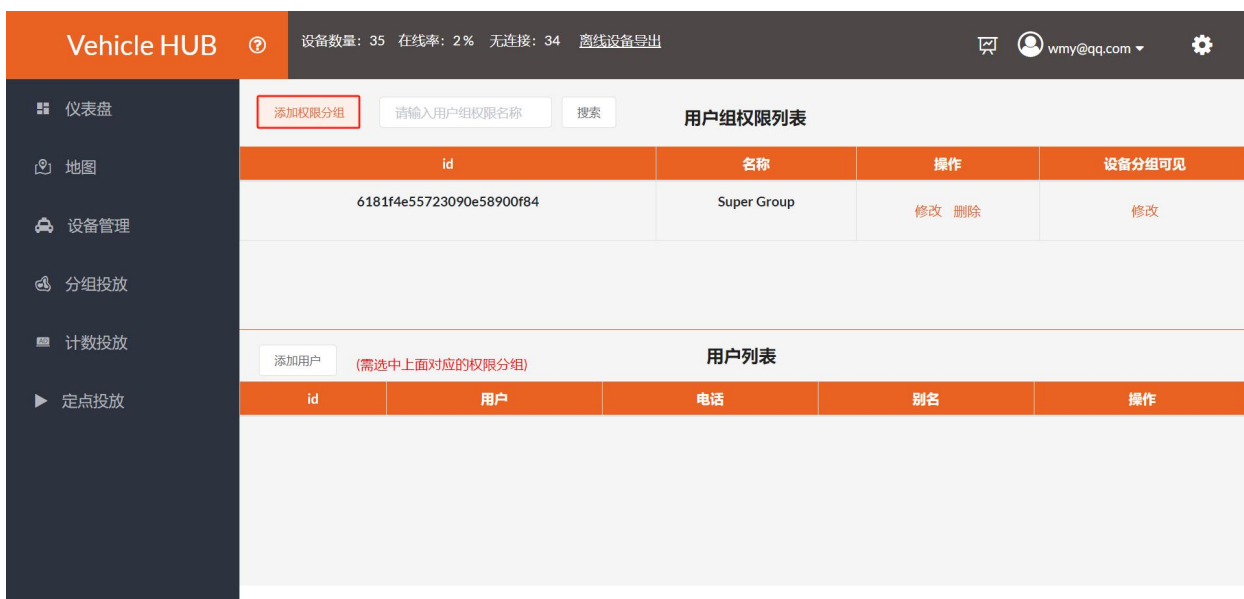 Vehicle HUB
设备数量: 35 在线率: 2% 无连接: 34 离线设备导出
wmy@qq.com
仪表盘
地图
设备管理
分组投放
计数投放
定点投放
添加权限分组 请输入用户组权限名称 搜索 用户组权限列表
id 名称 操作 设备分组可见
6181f4e55723090e58900f84 Super Group 修改 删除 修改
添加用户 (需选中上面对应的权限分组) 用户列表
id 用户 电话 别名 操作